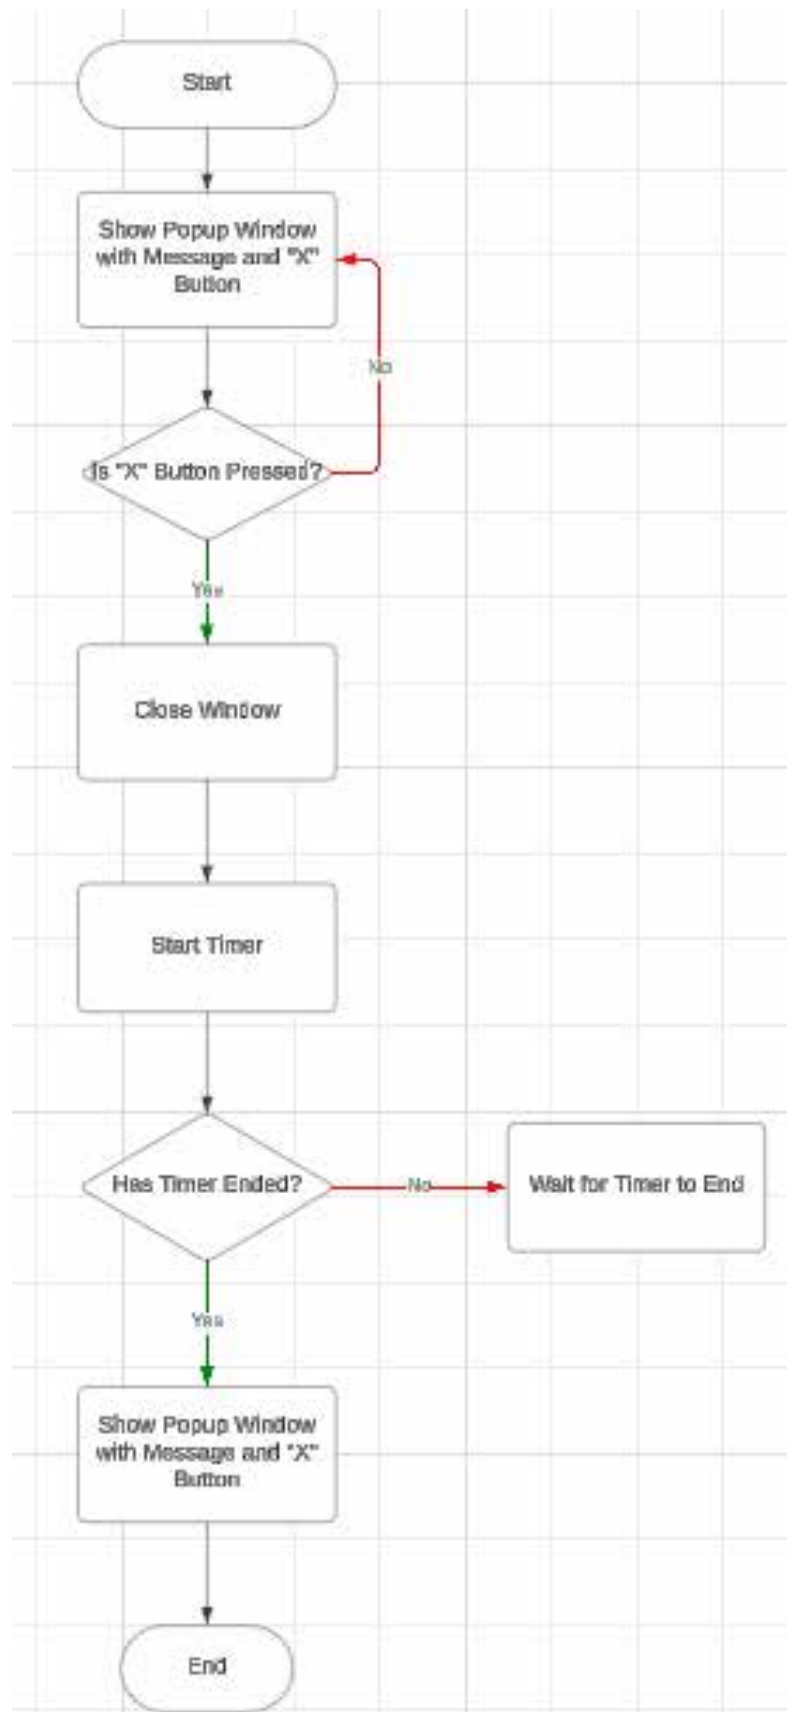 Start
Show Popup Window
with Message and "X"
Button
No
Is "X" Button Pressed?
Yes
Close Window
Start Timer
Has Timer Ended?
No
Wait for Timer to End
Yes
Show Popup Window
with Message and "X"
Button
End